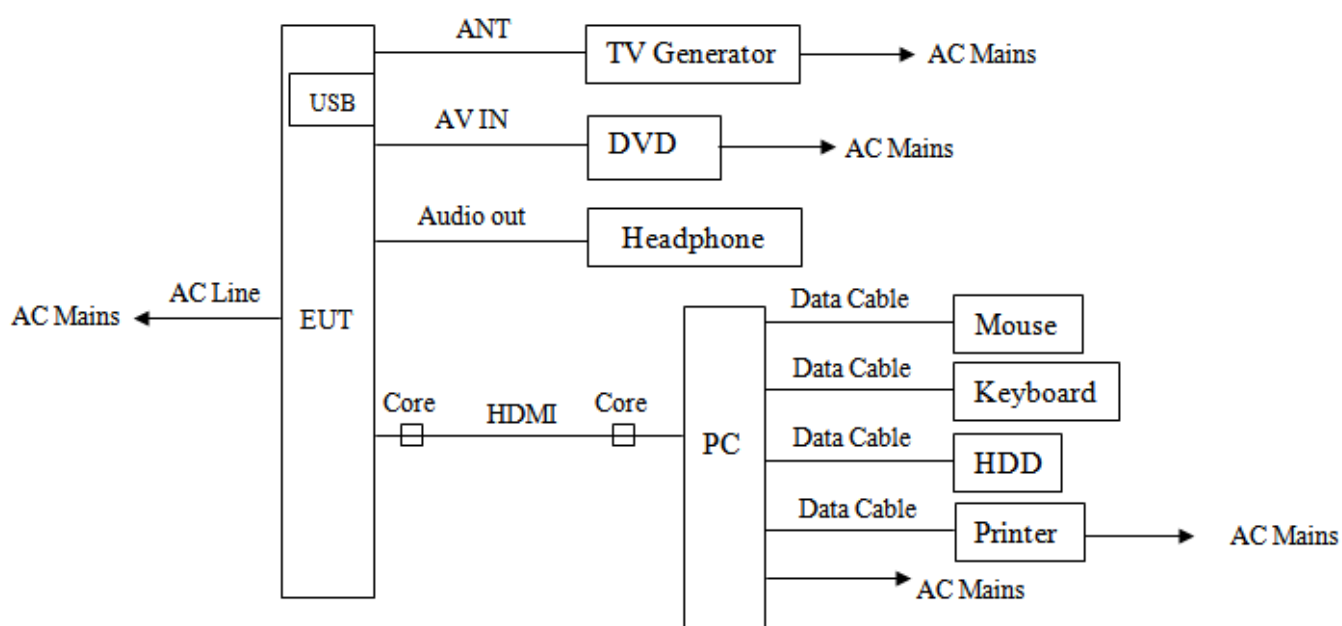 ANT
TV Generator
AC Mains
USB
AV IN
DVD
AC Mains
Audio out
Headphone
AC Line
AC Mains
EUT
Data Cable
Mouse
Data Cable
Keyboard
Core
HDMI
Core
PC
Data Cable
HDD
Data Cable
Printer
AC Mains
AC Mains